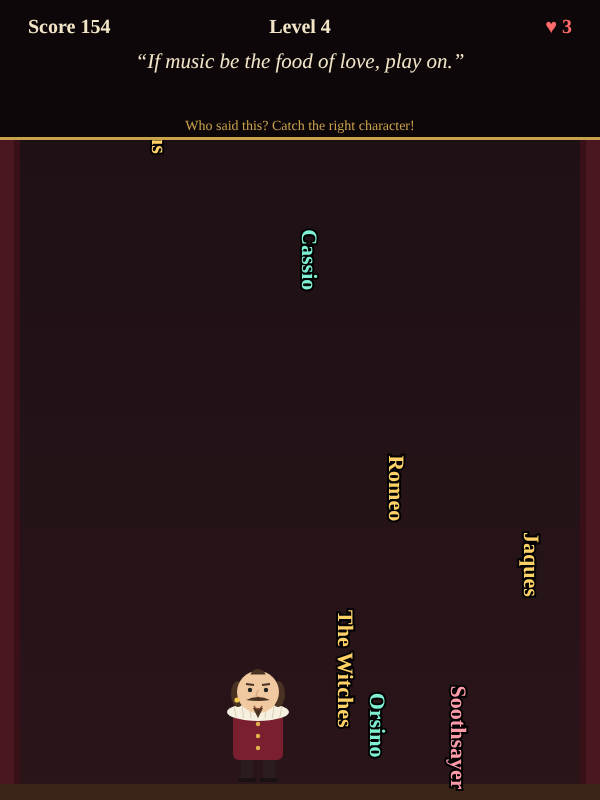 Score 154
Level 4
♥ 3
“If music be the food of love, play on.”
Who said this? Catch the right character!
us
Cassio
Romeo
Jaques
The Witches
Orsino
Soothsayer